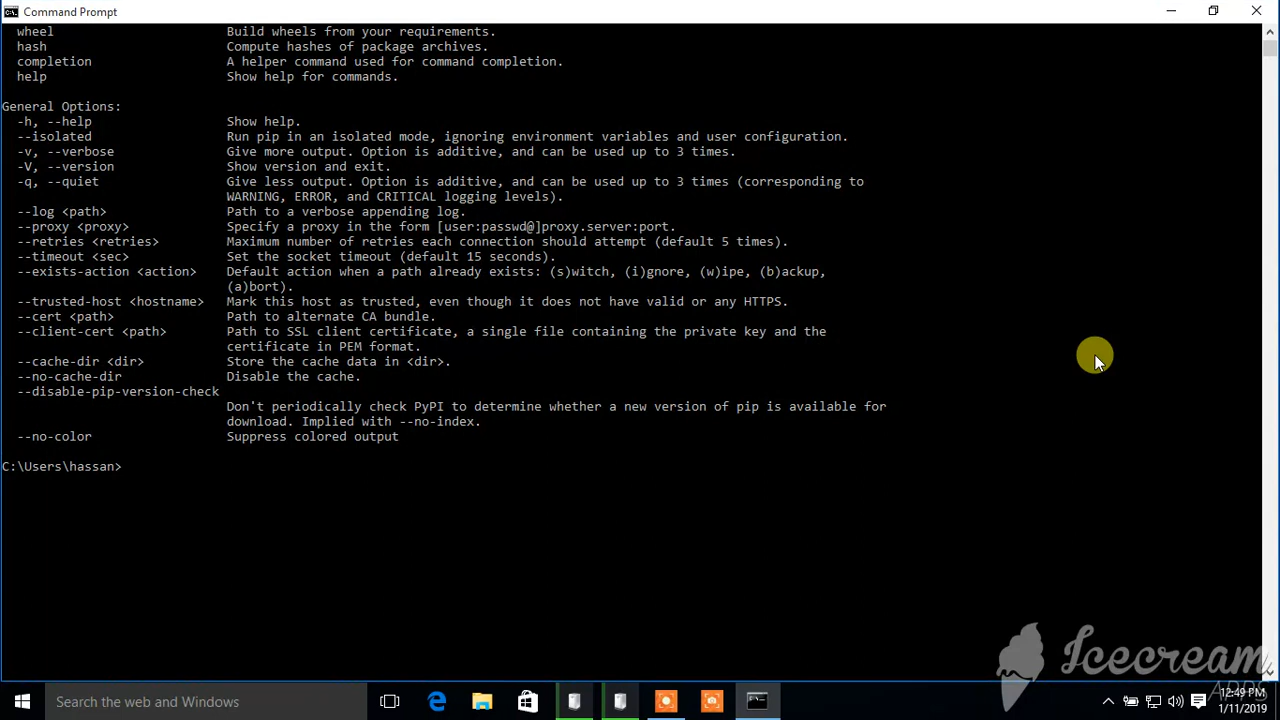 Command Prompt
wheel Build wheels from your requirements.
hash Compute hashes of package archives.
completion A helper command used for command completion.
help Show help for commands.
General Options:
-h, --help Show help.
--isolated Run pip in an isolated mode, ignoring environment variables and user configuration.
-v, --verbose Give more output. Option is additive, and can be used up to 3 times.
-V, --version Show version and exit.
-q, --quiet Give less output. Option is additive, and can be used up to 3 times (corresponding to
WARNING, ERROR, and CRITICAL logging levels).
--log <path> Path to a verbose appending log.
--proxy <proxy> Specify a proxy in the form [user:passwd@]proxy.server:port.
--retries <retries> Maximum number of retries each connection should attempt (default 5 times).
--timeout <sec> Set the socket timeout (default 15 seconds).
--exists-action <action> Default action when a path already exists: (s)witch, (i)gnore, (w)ipe, (b)ackup,
(a)bort).
--trusted-host <hostname> Mark this host as trusted, even though it does not have valid or any HTTPS.
--cert <path> Path to alternate CA bundle.
--client-cert <path> Path to SSL client certificate, a single file containing the private key and the
certificate in PEM format.
--cache-dir <dir> Store the cache data in <dir>.
--no-cache-dir Disable the cache.
--disable-pip-version-check
Don't periodically check PyPI to determine whether a new version of pip is available for
download. Implied with --no-index.
--no-color Suppress colored output
C:\Users\hassan>
Icecream
APPS
Search the web and Windows
12:49 PM
1/11/2019